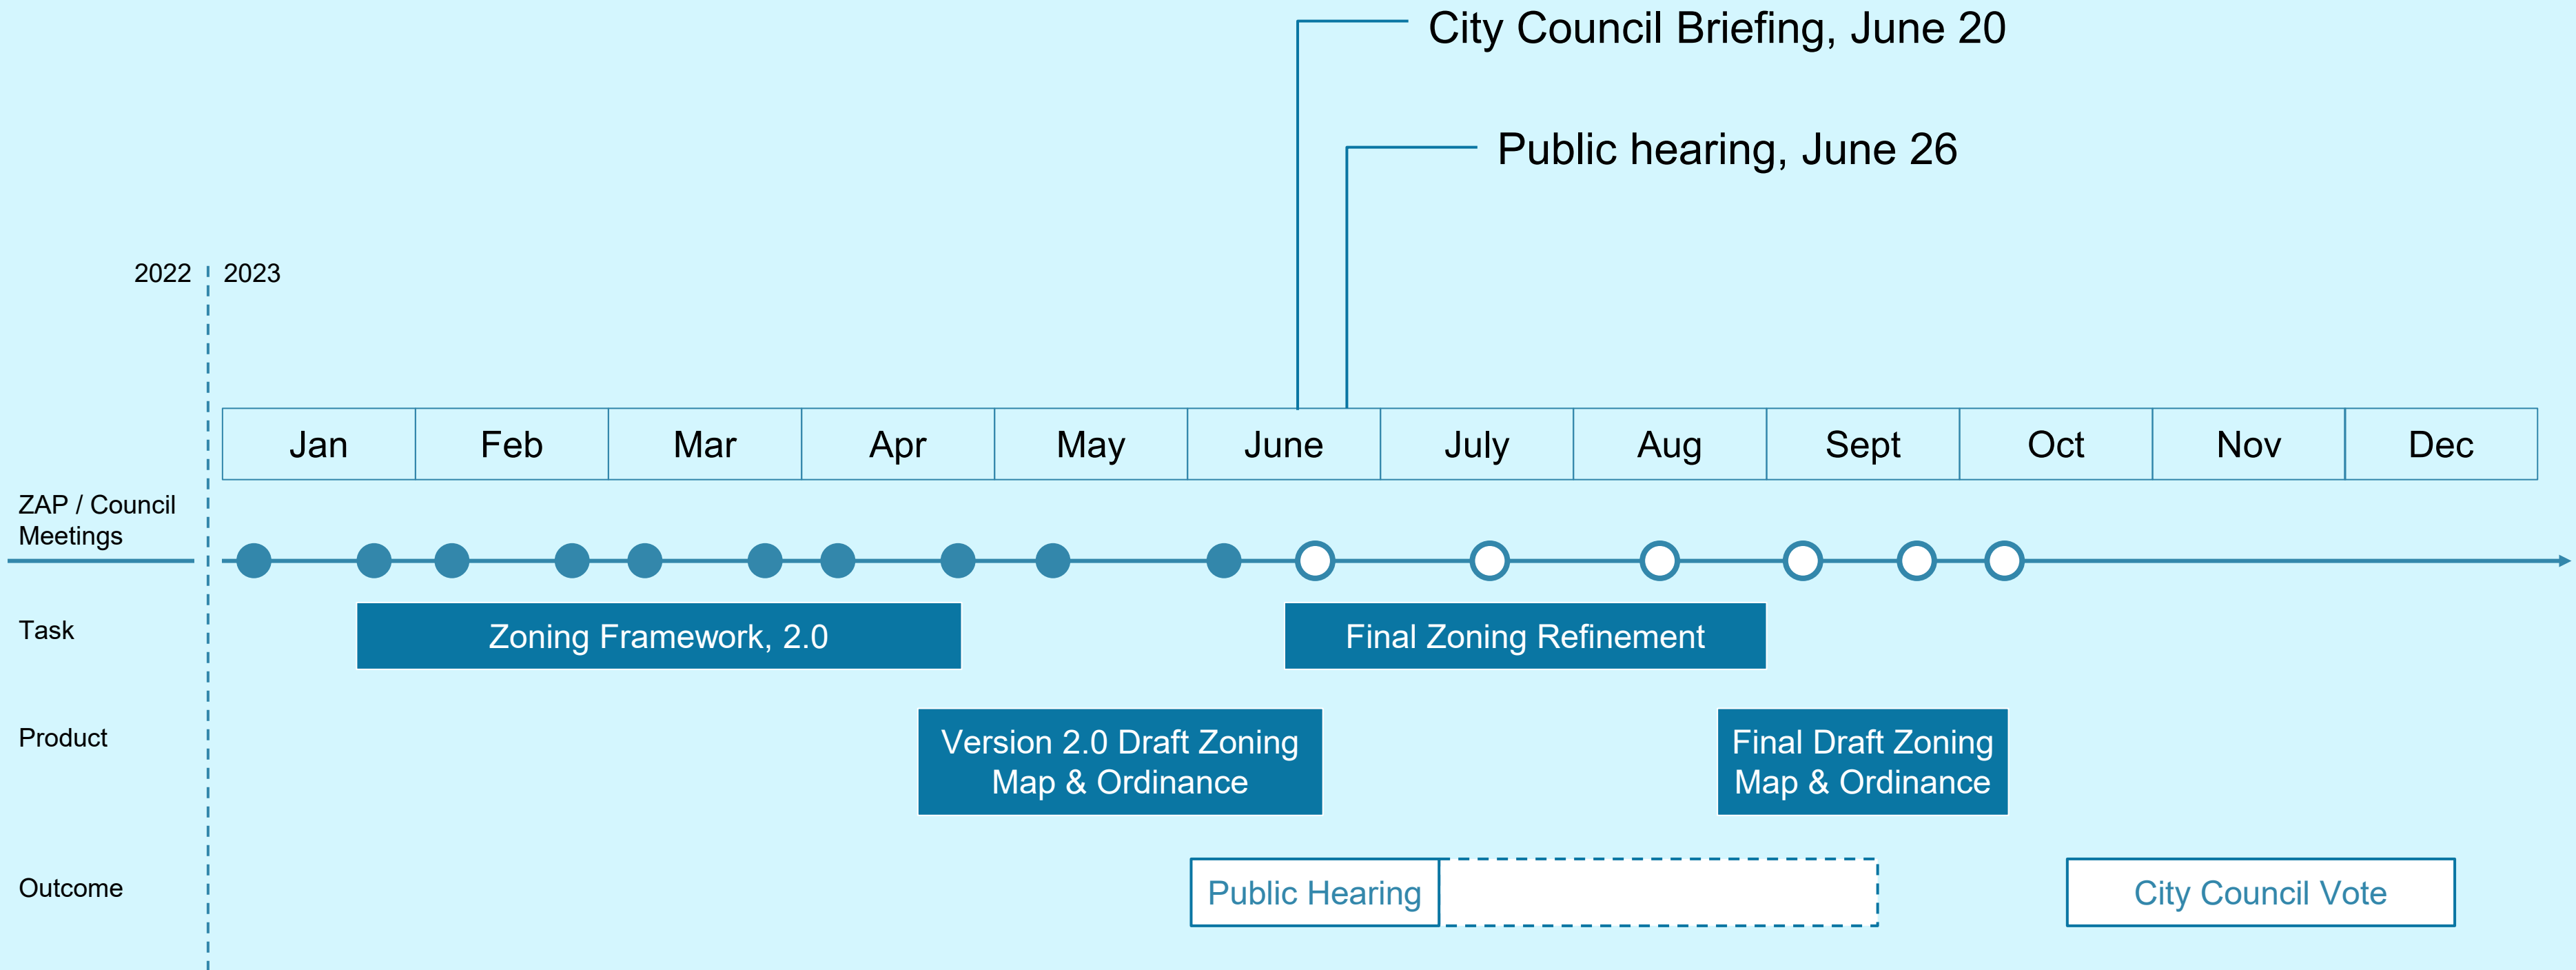 City Council Briefing, June 20
Public hearing, June 26
2022
2023
Jan
Feb
Mar
Apr
May
June
July
Aug
Sept
Oct
Nov
Dec
ZAP / Council
Meetings
Task
Zoning Framework, 2.0
Final Zoning Refinement
Product
Version 2.0 Draft Zoning
Map & Ordinance
Final Draft Zoning
Map & Ordinance
Outcome
Public Hearing
City Council Vote